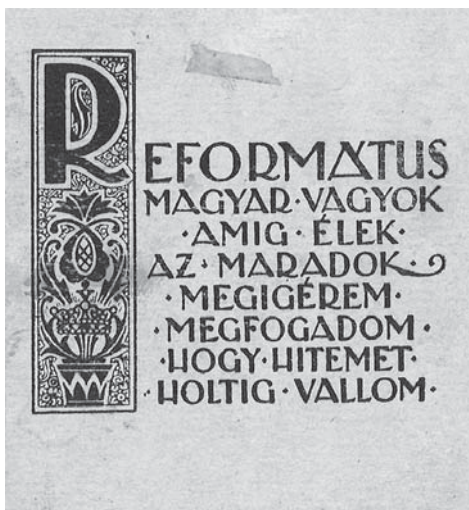 REFORMATUS
MAGYAR·VAGYOK
·AMIG·ÉLEK·
AZ·MARADOK·
·MEGIGÉREM·
·MEGFOGADOM·
·HOGY·HITEMET·
·HOLTIG·VALLOM·